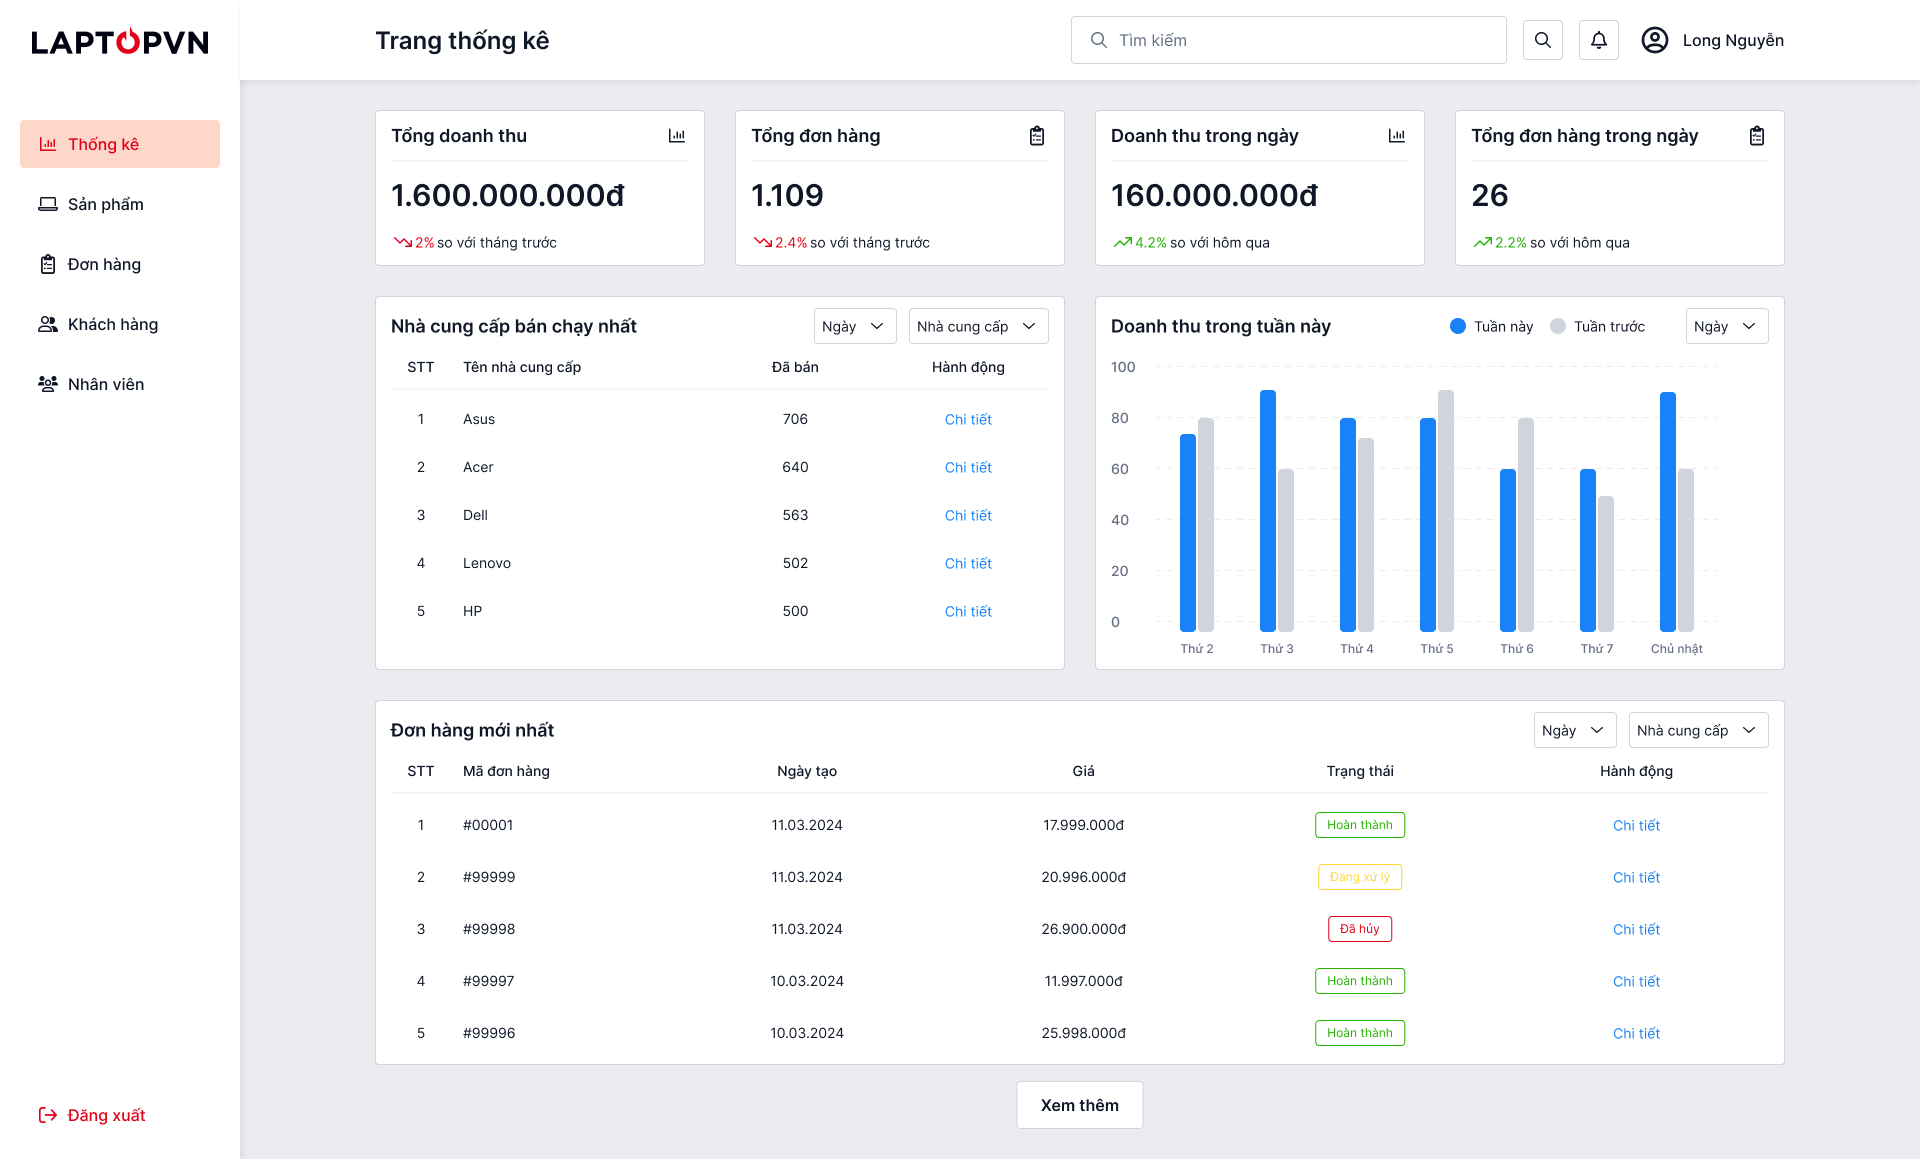 LAPTOPVN
Trang thống kê
Tìm kiếm
Long Nguyễn
Thống kê
Sản phẩm
Đơn hàng
Khách hàng
Nhân viên
Đăng xuất
Tổng doanh thu
1.600.000.000đ
2% so với tháng trước
Tổng đơn hàng
1.109
2.4% so với tháng trước
Doanh thu trong ngày
160.000.000đ
4.2% so với hôm qua
Tổng đơn hàng trong ngày
26
2.2% so với hôm qua
Nhà cung cấp bán chạy nhất Ngày Nhà cung cấp
STT Tên nhà cung cấp Đã bán Hành động
1 Asus 706 Chi tiết
2 Acer 640 Chi tiết
3 Dell 563 Chi tiết
4 Lenovo 502 Chi tiết
5 HP 500 Chi tiết
Doanh thu trong tuần này Tuần này Tuần trước Ngày
100
80
60
40
20
0
Thứ 2 Thứ 3 Thứ 4 Thứ 5 Thứ 6 Thứ 7 Chủ nhật
Đơn hàng mới nhất Ngày Nhà cung cấp
STT Mã đơn hàng Ngày tạo Giá Trạng thái Hành động
1 #00001 11.03.2024 17.999.000đ Hoàn thành Chi tiết
2 #99999 11.03.2024 20.996.000đ Đang xử lý Chi tiết
3 #99998 11.03.2024 26.900.000đ Đã hủy Chi tiết
4 #99997 10.03.2024 11.997.000đ Hoàn thành Chi tiết
5 #99996 10.03.2024 25.998.000đ Hoàn thành Chi tiết
Xem thêm